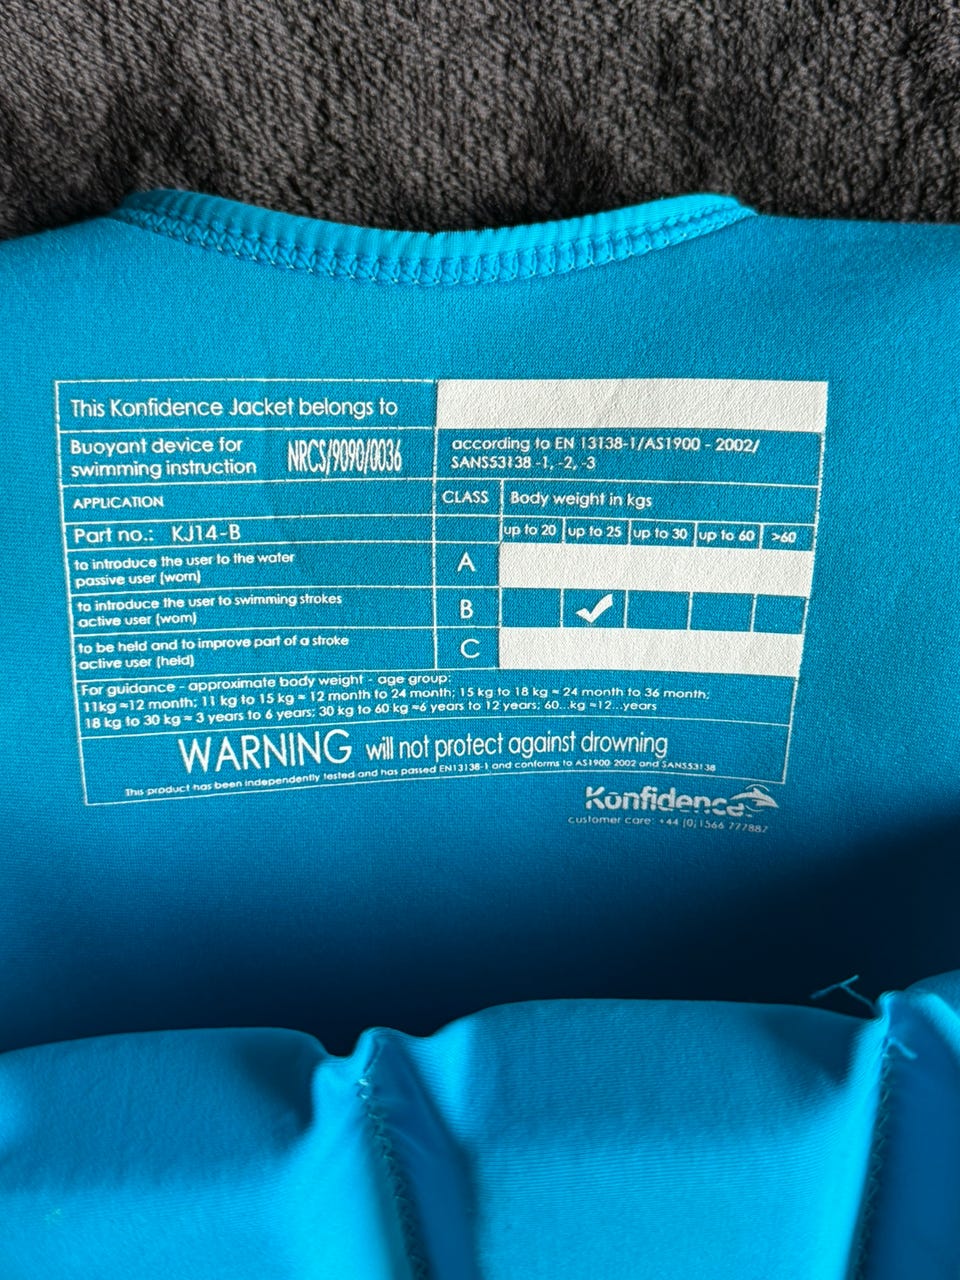 This Konfidence Jacket belongs to
Buoyant device for
swimming instruction
NRCS/9090/0036
according to EN 13138-1/AS1900 - 2002/
SANS53138 -1, -2, -3
APPLICATION
CLASS
Body weight in kgs
Part no.: KJ14-B
up to 20
up to 25
up to 30
up to 60
>60
to introduce the user to the water
passive user (worn)
A
to introduce the user to swimming strokes
active user (worn)
B
✓
to be held and to improve part of a stroke
active user (held)
C
For guidance - approximate body weight - age group:
11kg ≈12 month; 11 kg to 15 kg ≈ 12 month to 24 month; 15 kg to 18 kg ≈ 24 month to 36 month;
18 kg to 30 kg ≈ 3 years to 6 years; 30 kg to 60 kg ≈6 years to 12 years; 60...kg ≈12...years
WARNING will not protect against drowning
This product has been independently tested and has passed EN13138-1 and conforms to AS1900 2002 and SANS53138
Konfidence
customer care: +44 (0) 1566 777887